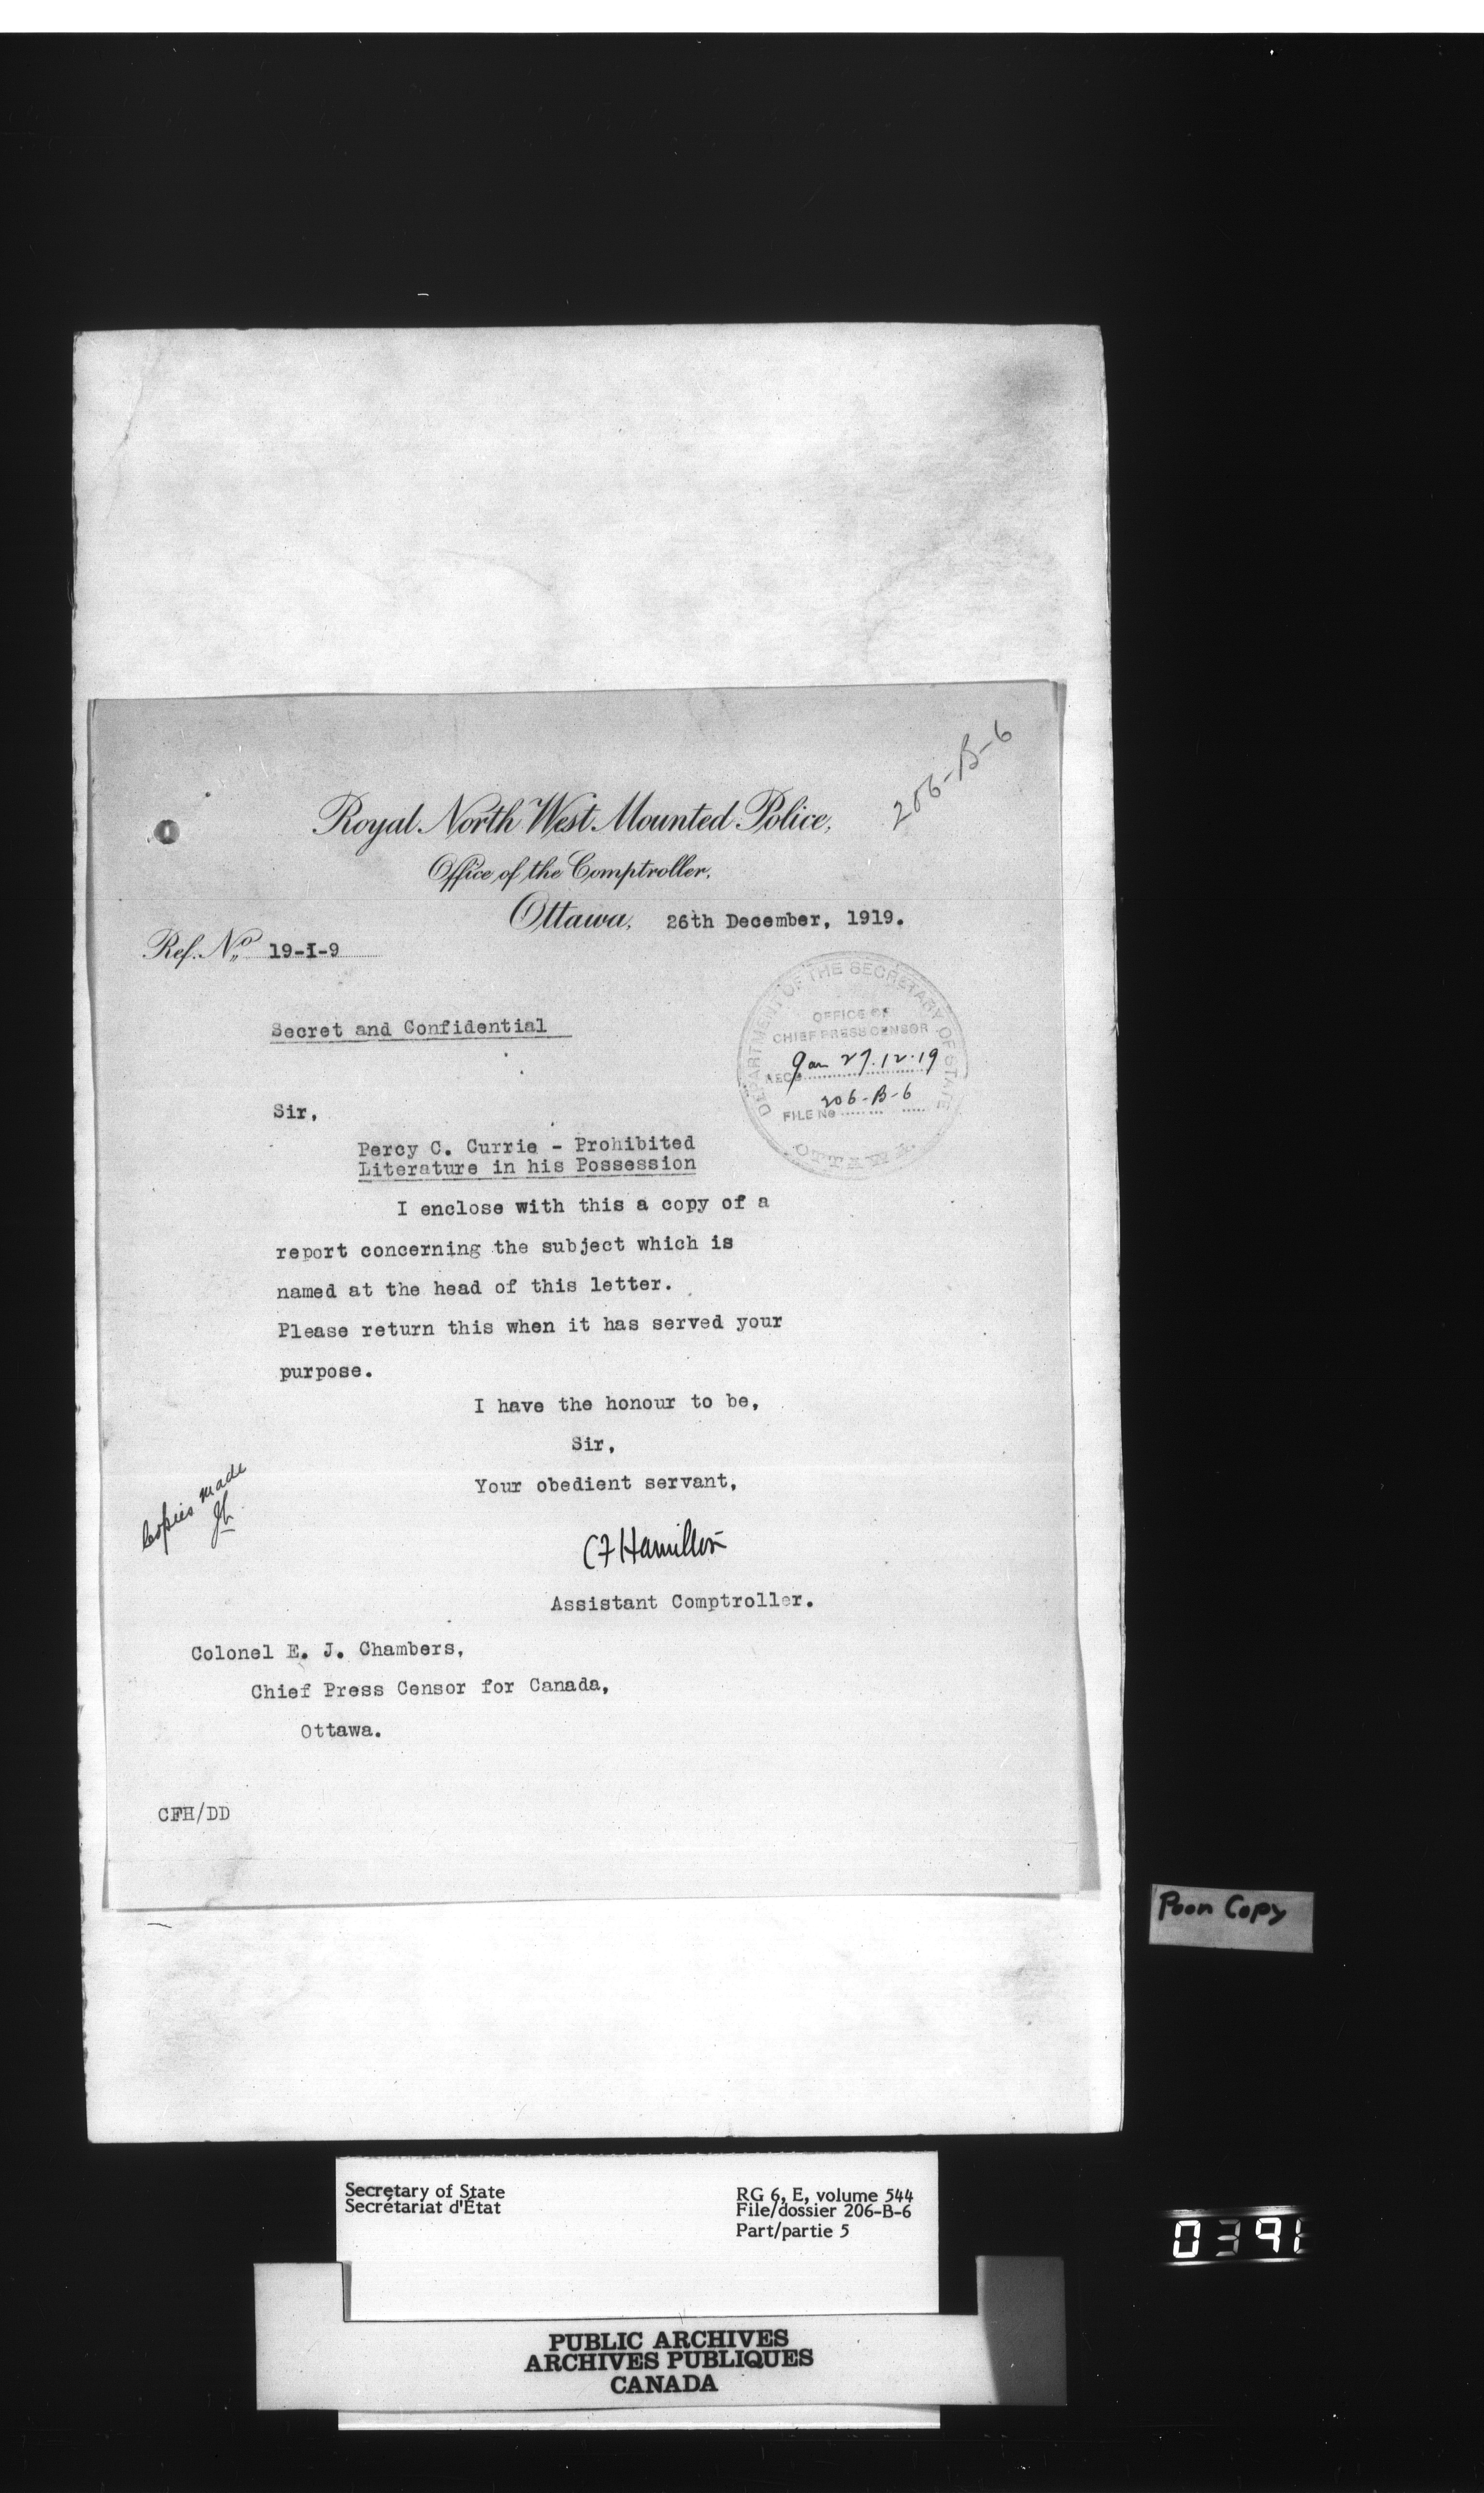 206-B-6
Royal North West Mounted Police,
Office of the Comptroller,
Ottawa, 26th December, 1919.
Ref. No. 19-I-9
DEPARTMENT OF THE SECRETARY OF STATE
OFFICE OF
CHIEF PRESS CENSOR
RECD 27.12.19
FILE No 206-B-6
OTTAWA
Secret and Confidential
Sir,
Percy C. Currie - Prohibited
Literature in his Possession
I enclose with this a copy of a
report concerning the subject which is
named at the head of this letter.
Please return this when it has served your
purpose.
I have the honour to be,
Sir,
Your obedient servant,
Copies made
CFHamilton
Assistant Comptroller.
Colonel E. J. Chambers,
Chief Press Censor for Canada,
Ottawa.
CFH/DD
Poor Copy
Secretary of State
Secrétariat d'État
RG 6, E, volume 544
File/dossier 206-B-6
Part/partie 5
0391
PUBLIC ARCHIVES
ARCHIVES PUBLIQUES
CANADA